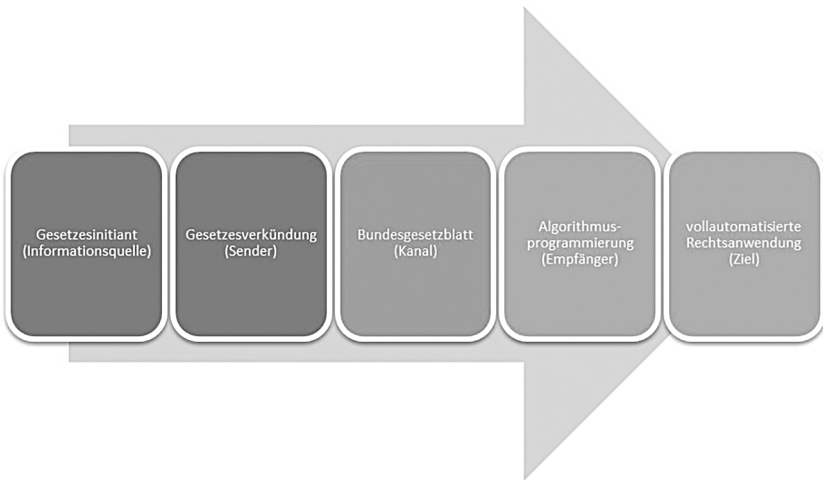 Gesetzesinitiant
(Informationsquelle)
Gesetzesverkündung
(Sender)
Bundesgesetzblatt
(Kanal)
Algorithmus-
programmierung
(Empfänger)
vollautomatisierte
Rechtsanwendung
(Ziel)